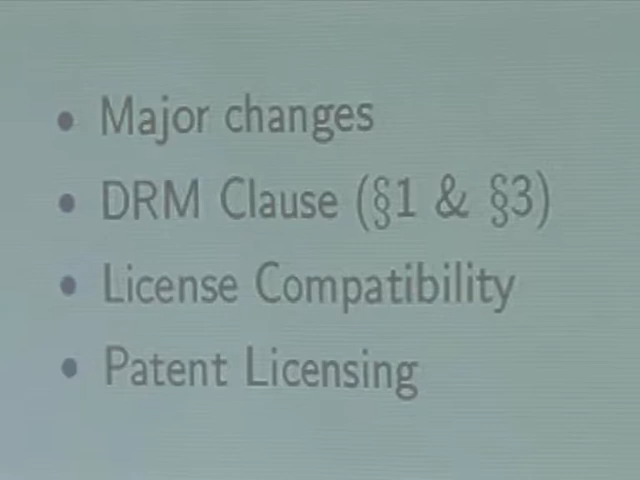 • Major changes
• DRM Clause (§1 & §3)
• License Compatibility
• Patent Licensing